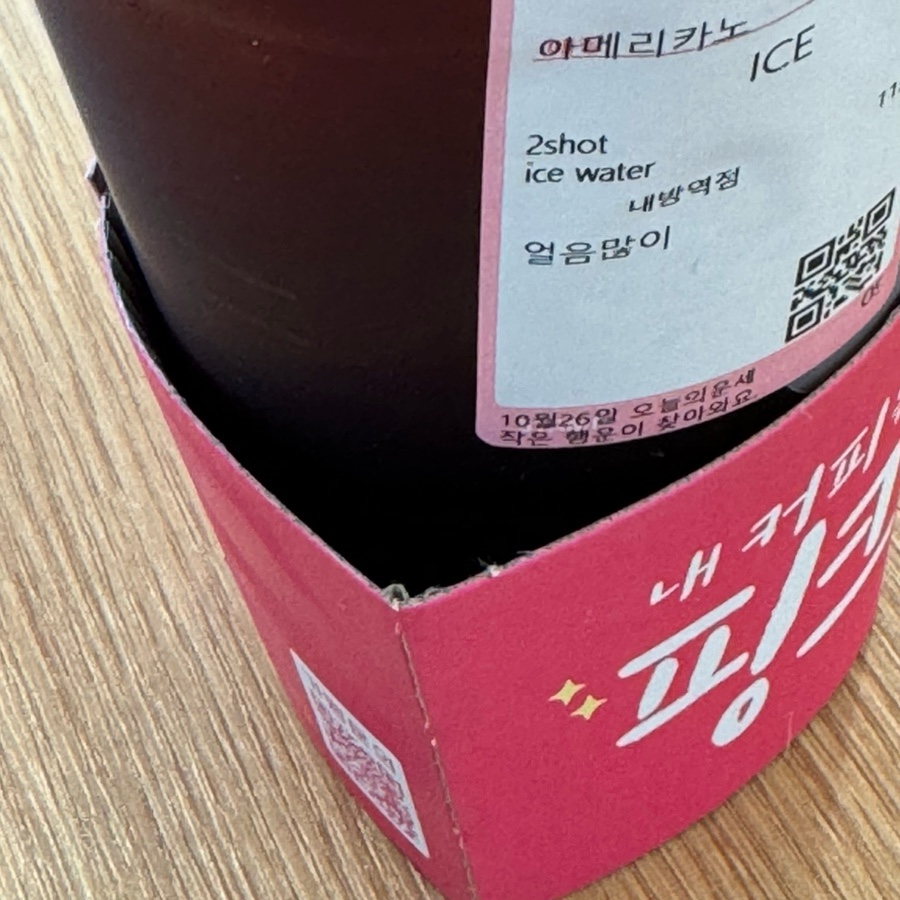 아메리카노
ICE
2shot
ice water
내방역점
얼음많이
10월26일 오늘의운세
작은 행운이 찾아와요
내 커피
핑크